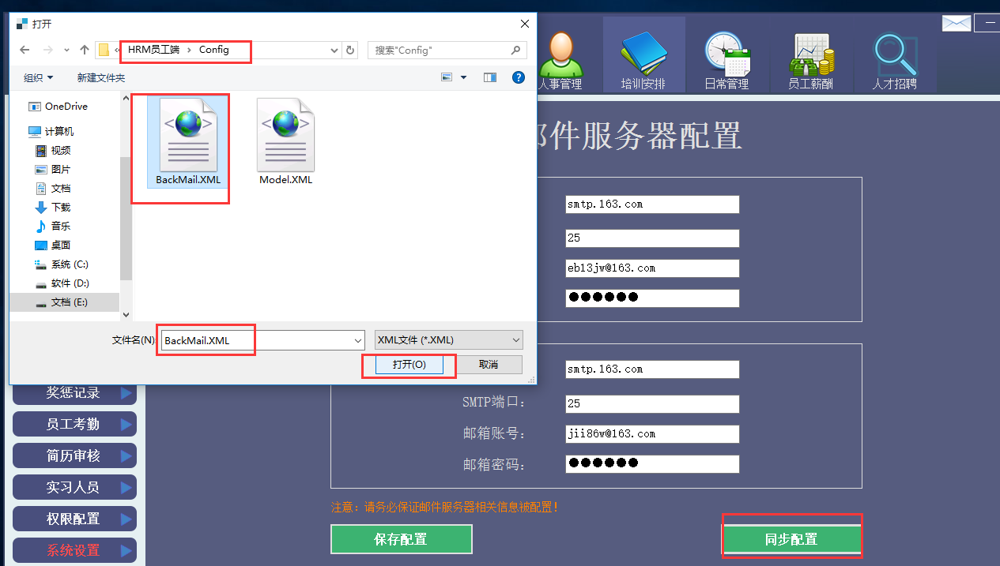 打开
人事管理
培训安排
日常管理
员工薪酬
人才招聘
« HRM员工端 › Config
搜索"Config"
组织
新建文件夹
OneDrive
计算机
视频
图片
文档
下载
音乐
桌面
系统 (C:)
软件 (D:)
文档 (E:)
BackMail.XML
Model.XML
文件名(N):
BackMail.XML
XML文件 (*.XML)
打开(O)
取消
邮件服务器配置
smtp.163.com
25
eb13jw@163.com
●●●●●●
smtp.163.com
SMTP端口:
25
邮箱账号:
jii86w@163.com
邮箱密码:
●●●●●●
注意: 请务必保证邮件服务器相关信息被配置!
保存配置
同步配置
奖惩记录
员工考勤
简历审核
实习人员
权限配置
系统设置